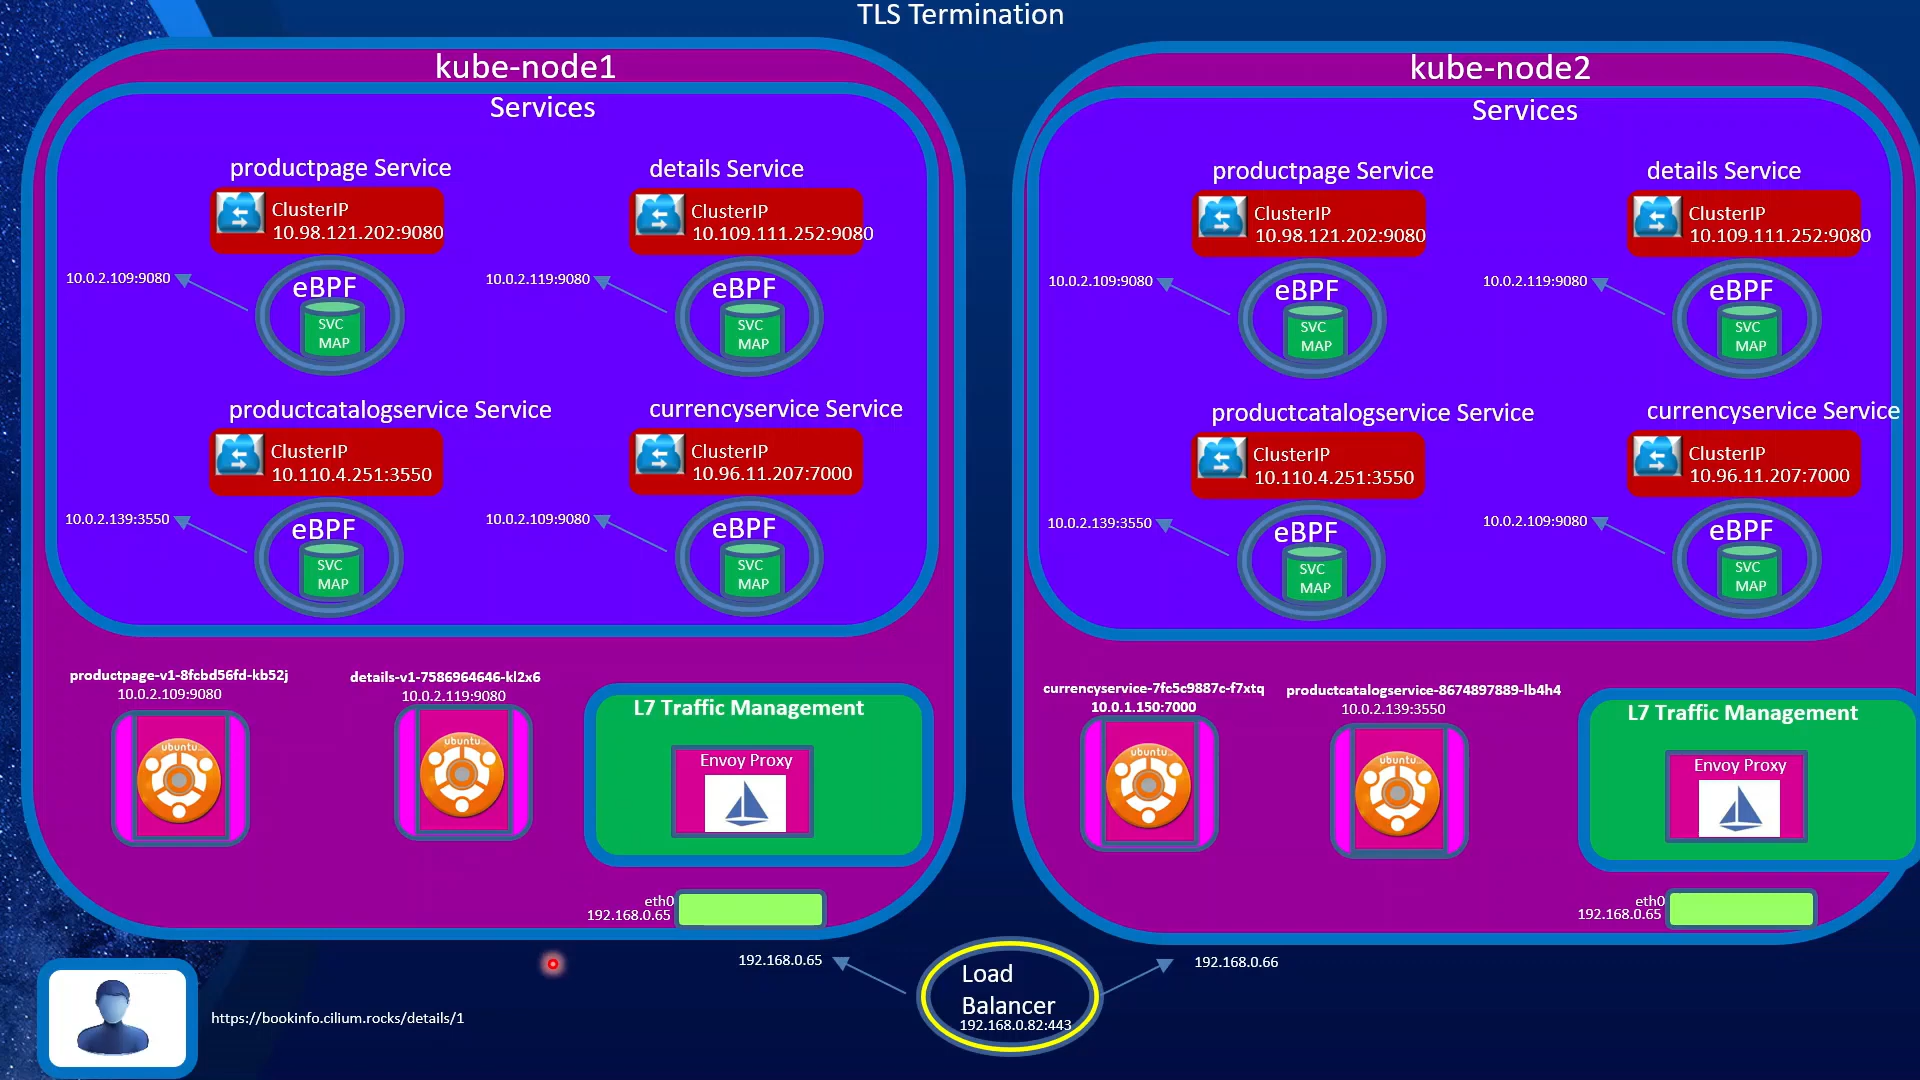 TLS Termination
kube-node1
Services
productpage Service
ClusterIP
10.98.121.202:9080
10.0.2.109:9080
eBPF
SVC
MAP
details Service
ClusterIP
10.109.111.252:9080
10.0.2.119:9080
eBPF
SVC
MAP
productcatalogservice Service
ClusterIP
10.110.4.251:3550
10.0.2.139:3550
eBPF
SVC
MAP
currencyservice Service
ClusterIP
10.96.11.207:7000
10.0.2.109:9080
eBPF
SVC
MAP
productpage-v1-8fcbd56fd-kb52j
10.0.2.109:9080
ubuntu
details-v1-7586964646-kl2x6
10.0.2.119:9080
ubuntu
L7 Traffic Management
Envoy Proxy
eth0
192.168.0.65
kube-node2
Services
productpage Service
ClusterIP
10.98.121.202:9080
10.0.2.109:9080
eBPF
SVC
MAP
details Service
ClusterIP
10.109.111.252:9080
10.0.2.119:9080
eBPF
SVC
MAP
productcatalogservice Service
ClusterIP
10.110.4.251:3550
10.0.2.139:3550
eBPF
SVC
MAP
currencyservice Service
ClusterIP
10.96.11.207:7000
10.0.2.109:9080
eBPF
SVC
MAP
currencyservice-7fc5c9887c-f7xtq
10.0.1.150:7000
ubuntu
productcatalogservice-8674897889-lb4h4
10.0.2.139:3550
ubuntu
L7 Traffic Management
Envoy Proxy
eth0
192.168.0.65
192.168.0.65
Load
Balancer
192.168.0.82:443
192.168.0.66
https://bookinfo.cilium.rocks/details/1